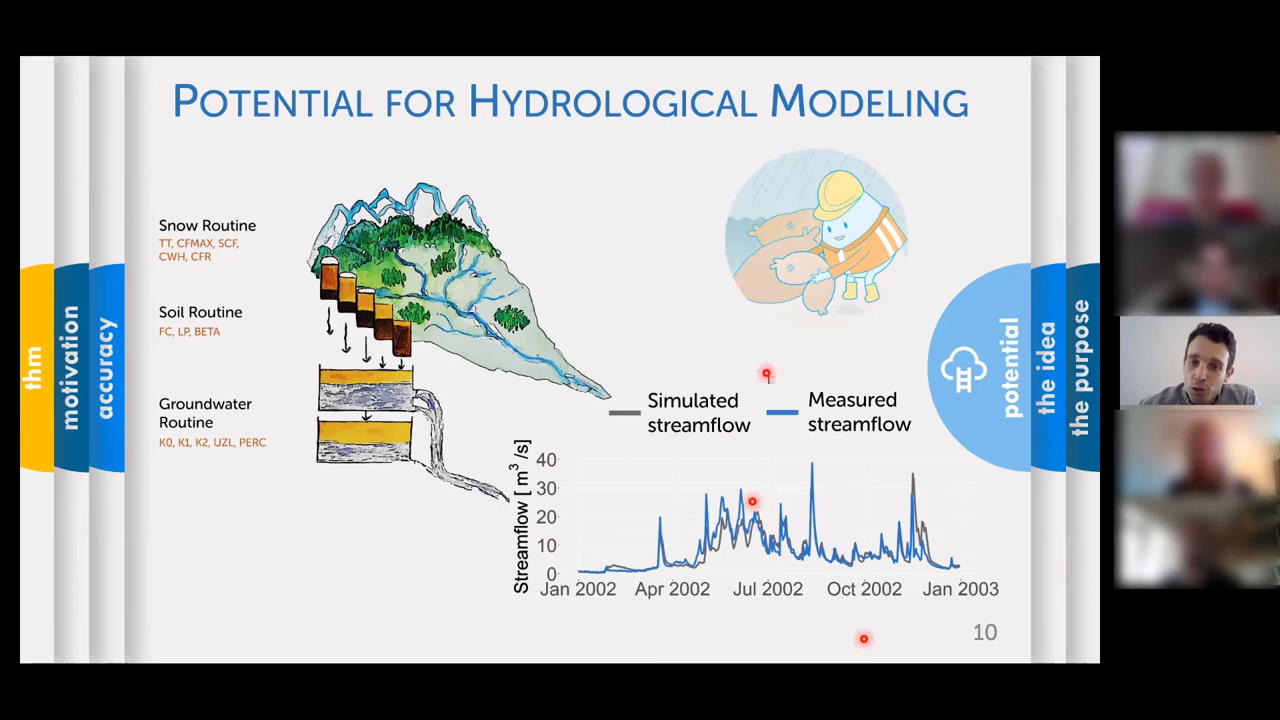 POTENTIAL FOR HYDROLOGICAL MODELING
Snow Routine
TT, CFMAX, SCF,
CWH, CFR
Soil Routine
FC, LP, BETA
Groundwater
Routine
K0, K1, K2, UZL, PERC
thm
motivation
accuracy
potential
the idea
the purpose
Simulated
streamflow
Measured
streamflow
Streamflow [ m³ /s]
40
30
20
10
0
Jan 2002
Apr 2002
Jul 2002
Oct 2002
Jan 2003
10